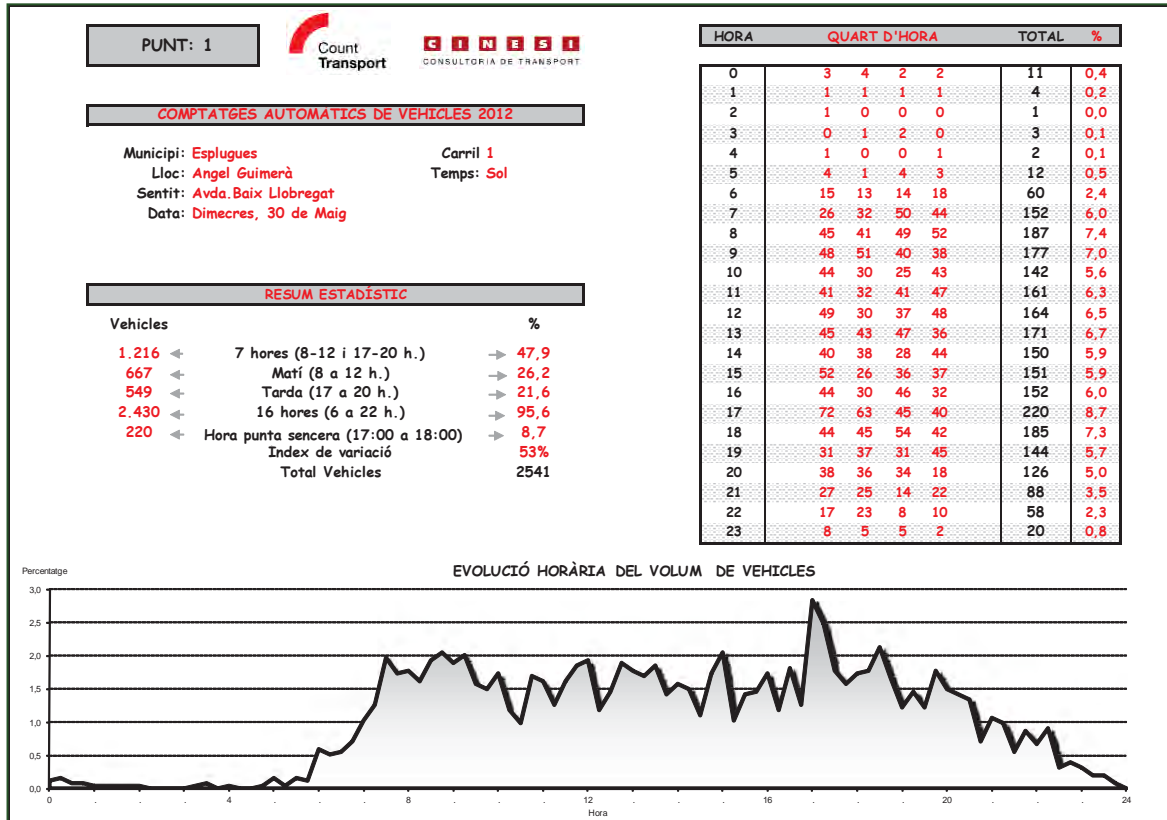 PUNT: 1
Count
Transport
CINESI
CONSULTORIA DE TRANSPORT
COMPTATGES AUTOMÀTICS DE VEHICLES 2012
Municipi: Esplugues Carril 1
Lloc: Angel Guimerà Temps: Sol
Sentit: Avda.Baix Llobregat
Data: Dimecres, 30 de Maig
RESUM ESTADÍSTIC
Vehicles %
1.216 7 hores (8-12 i 17-20 h.) 47,9
667 Matí (8 a 12 h.) 26,2
549 Tarda (17 a 20 h.) 21,6
2.430 16 hores (6 a 22 h.) 95,6
220 Hora punta sencera (17:00 a 18:00) 8,7
Index de variació 53%
Total Vehicles 2541
HORA QUART D'HORA TOTAL %
0 3 4 2 2 11 0,4
1 1 1 1 1 4 0,2
2 1 0 0 0 1 0,0
3 0 1 2 0 3 0,1
4 1 0 0 1 2 0,1
5 4 1 4 3 12 0,5
6 15 13 14 18 60 2,4
7 26 32 50 44 152 6,0
8 45 41 49 52 187 7,4
9 48 51 40 38 177 7,0
10 44 30 25 43 142 5,6
11 41 32 41 47 161 6,3
12 49 30 37 48 164 6,5
13 45 43 47 36 171 6,7
14 40 38 28 44 150 5,9
15 52 26 36 37 151 5,9
16 44 30 46 32 152 6,0
17 72 63 45 40 220 8,7
18 44 45 54 42 185 7,3
19 31 37 31 45 144 5,7
20 38 36 34 18 126 5,0
21 27 25 14 22 88 3,5
22 17 23 8 10 58 2,3
23 8 5 5 2 20 0,8
EVOLUCIÓ HORÀRIA DEL VOLUM DE VEHICLES
Percentatge
3,0
2,5
2,0
1,5
1,0
0,5
0,0
0 . . . 4 . . . 8 . . . 12 . . . 16 . . . 20 . . . 24
Hora